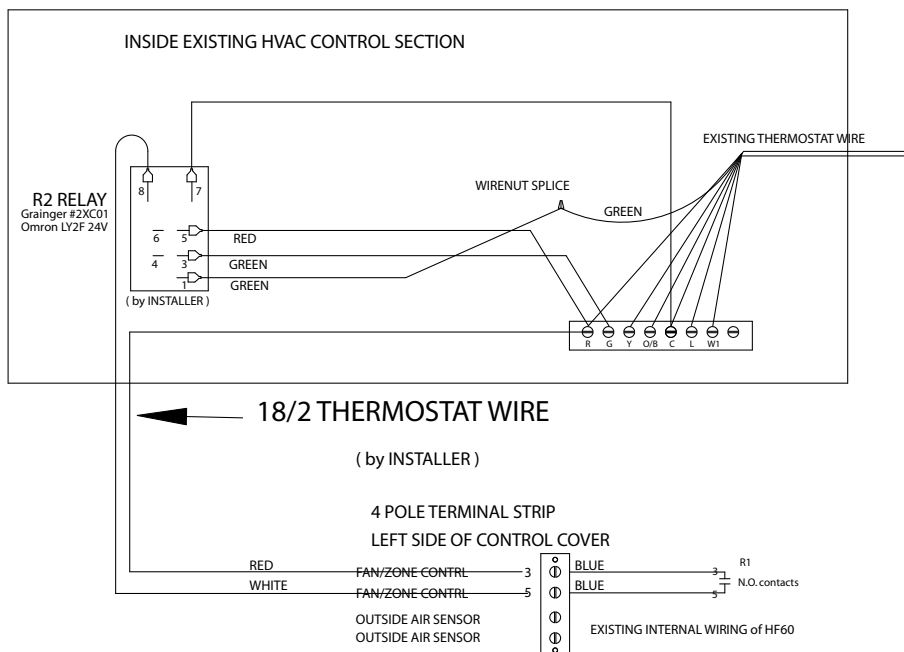 INSIDE EXISTING HVAC CONTROL SECTION
EXISTING THERMOSTAT WIRE
WIRENUT SPLICE
GREEN
R2 RELAY
Grainger #2XC01
Omron LY2F 24V
8
7
6
5
RED
4
3
GREEN
1
GREEN
( by INSTALLER )
R
G
Y
O/B
C
L
W1
18/2 THERMOSTAT WIRE
( by INSTALLER )
4 POLE TERMINAL STRIP
LEFT SIDE OF CONTROL COVER
RED
FAN/ZONE CONTRL
3
BLUE
3
R1
WHITE
FAN/ZONE CONTRL
5
BLUE
5
N.O. contacts
OUTSIDE AIR SENSOR
OUTSIDE AIR SENSOR
EXISTING INTERNAL WIRING of HF60